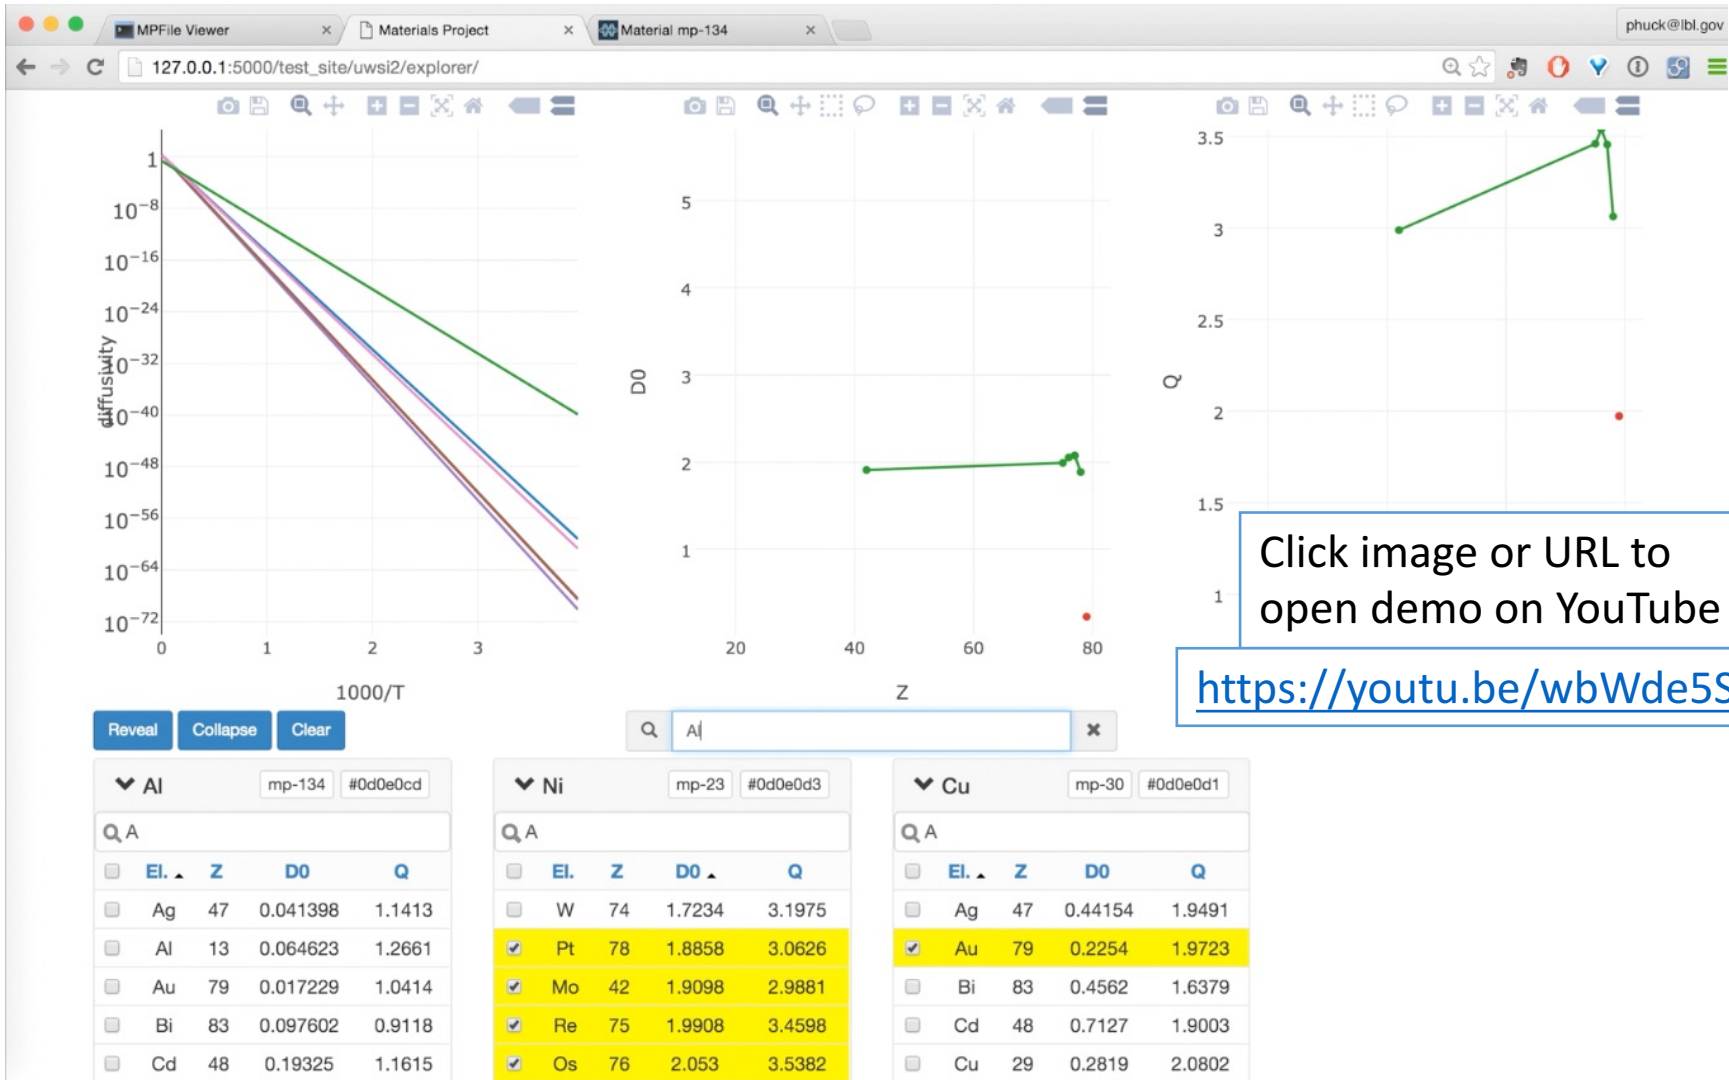 MPFile Viewer × Materials Project × Material mp-134 × phuck@lbl.gov
127.0.0.1:5000/test_site/uwsi2/explorer/
1
10−8
10−16
10−24
10−32
10−40
10−48
10−56
10−64
10−72
diffusivity
0 1 2 3
1000/T
5
4
3
2
1
D0
20 40 60 80
Z
3.5
3
2.5
2
1.5
1
Q
Click image or URL to
open demo on YouTube
https://youtu.be/wbWde5S
Reveal Collapse Clear
Al
Al mp-134 #0d0e0cd
A
El. Z D0 Q
Ag 47 0.041398 1.1413
Al 13 0.064623 1.2661
Au 79 0.017229 1.0414
Bi 83 0.097602 0.9118
Cd 48 0.19325 1.1615
Ni mp-23 #0d0e0d3
A
El. Z D0 Q
W 74 1.7234 3.1975
Pt 78 1.8858 3.0626
Mo 42 1.9098 2.9881
Re 75 1.9908 3.4598
Os 76 2.053 3.5382
Cu mp-30 #0d0e0d1
A
El. Z D0 Q
Ag 47 0.44154 1.9491
Au 79 0.2254 1.9723
Bi 83 0.4562 1.6379
Cd 48 0.7127 1.9003
Cu 29 0.2819 2.0802